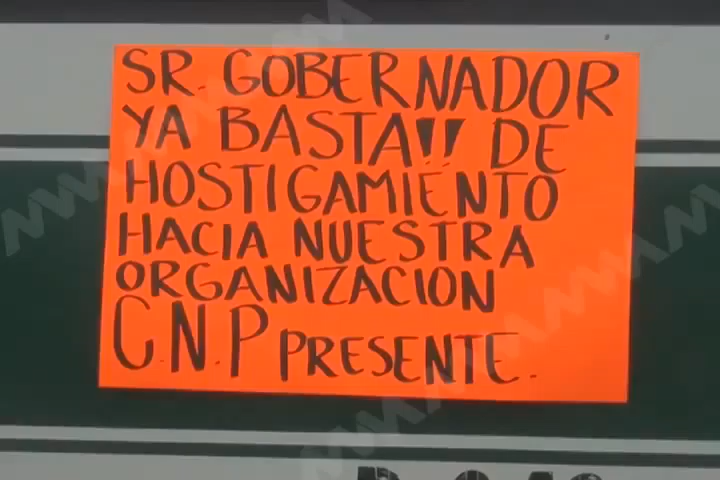 SR. GOBERNADOR
YA BASTA!! DE
HOSTIGAMIENTO
HACIA NUESTRA
ORGANIZACION
C.N.P PRESENTE.